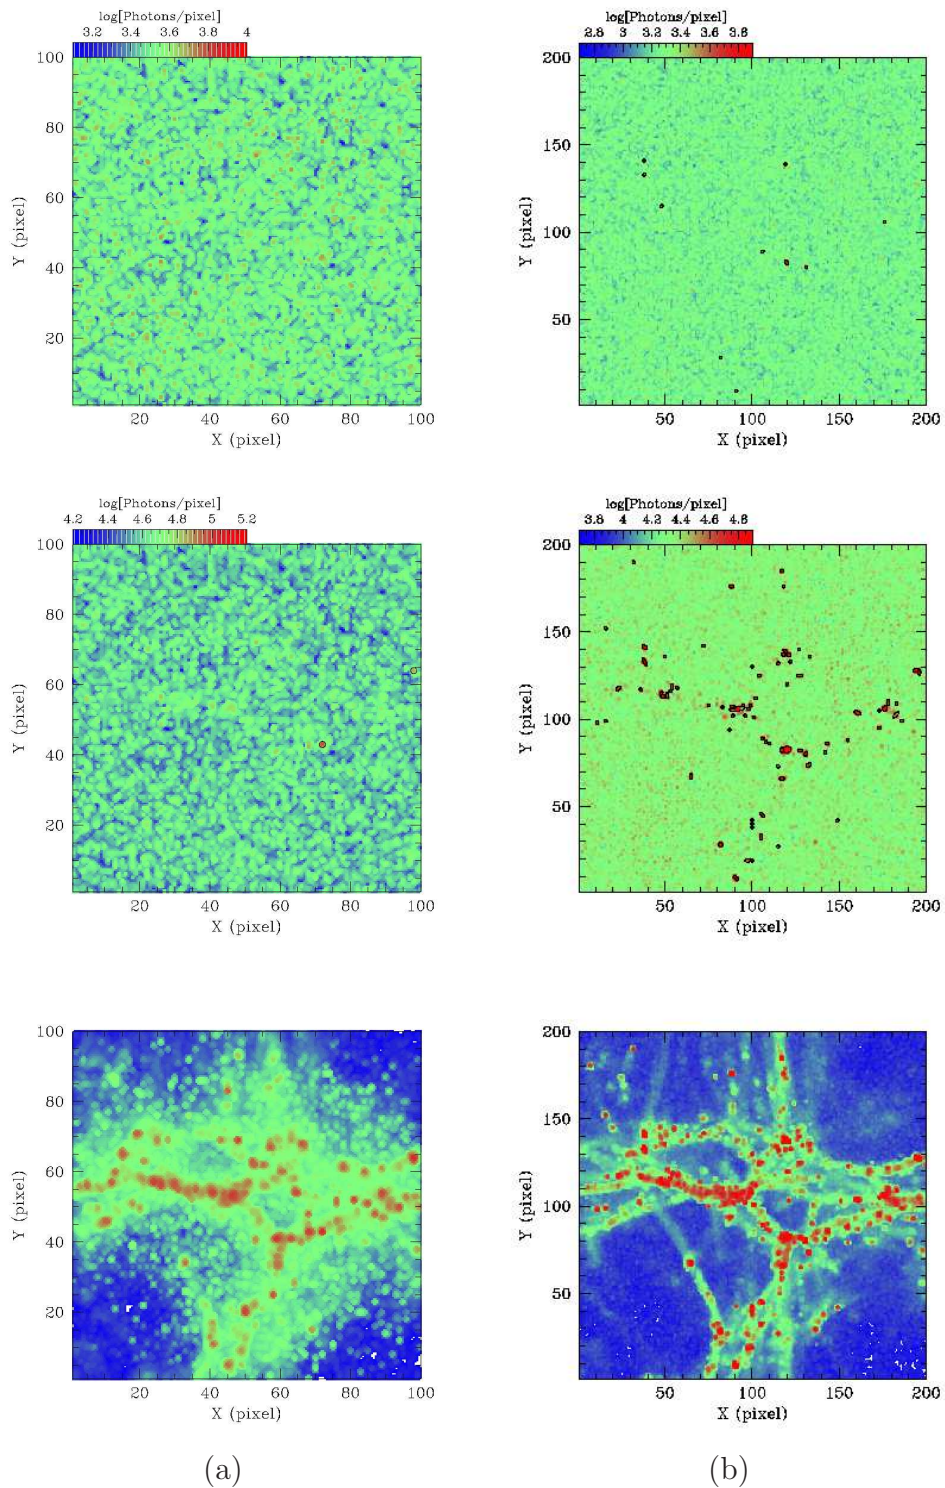 log[Photons/pixel]
3.2 3.4 3.6 3.8 4
100
80
60
40
20
Y (pixel)
20 40 60 80 100
X (pixel)
log[Photons/pixel]
2.8 3 3.2 3.4 3.6 3.8
200
150
100
50
Y (pixel)
50 100 150 200
X (pixel)
log[Photons/pixel]
4.2 4.4 4.6 4.8 5 5.2
100
80
60
40
20
Y (pixel)
20 40 60 80 100
X (pixel)
log[Photons/pixel]
3.8 4 4.2 4.4 4.6 4.8
200
150
100
50
Y (pixel)
50 100 150 200
X (pixel)
100
80
60
40
20
Y (pixel)
20 40 60 80 100
X (pixel)
200
150
100
50
Y (pixel)
50 100 150 200
X (pixel)
(a)
(b)